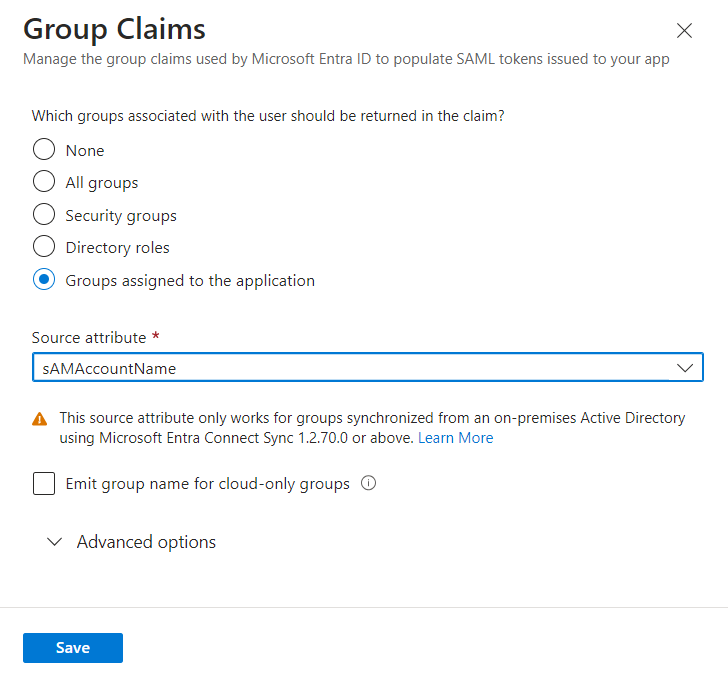 Group Claims
Manage the group claims used by Microsoft Entra ID to populate SAML tokens issued to your app
Which groups associated with the user should be returned in the claim?
None
All groups
Security groups
Directory roles
Groups assigned to the application
Source attribute *
sAMAccountName
This source attribute only works for groups synchronized from an on-premises Active Directory
using Microsoft Entra Connect Sync 1.2.70.0 or above. Learn More
Emit group name for cloud-only groups
Advanced options
Save